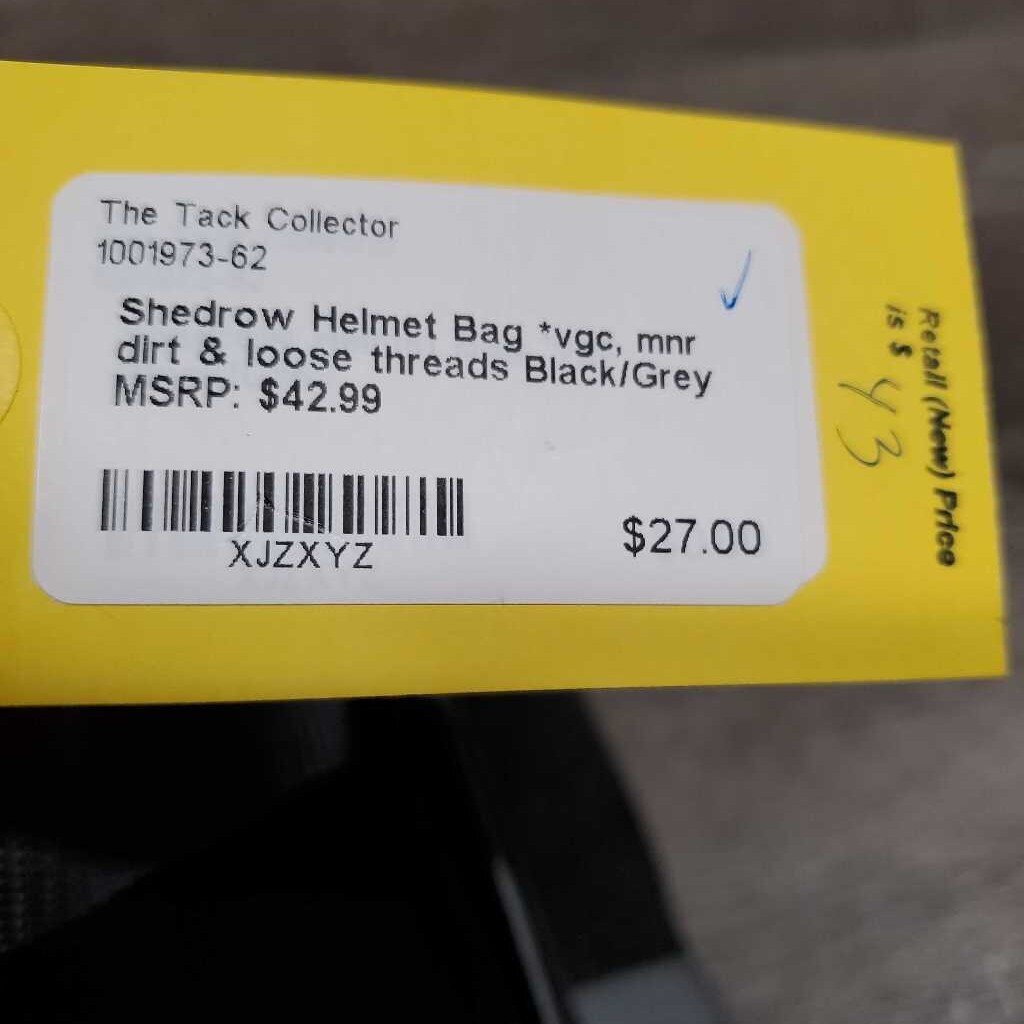 The Tack Collector
1001973-62
Shedrow Helmet Bag *vgc, mnr
dirt & loose threads Black/Grey
MSRP: $42.99
XJZXYZ
$27.00
Retail (New) Price
is $ 43